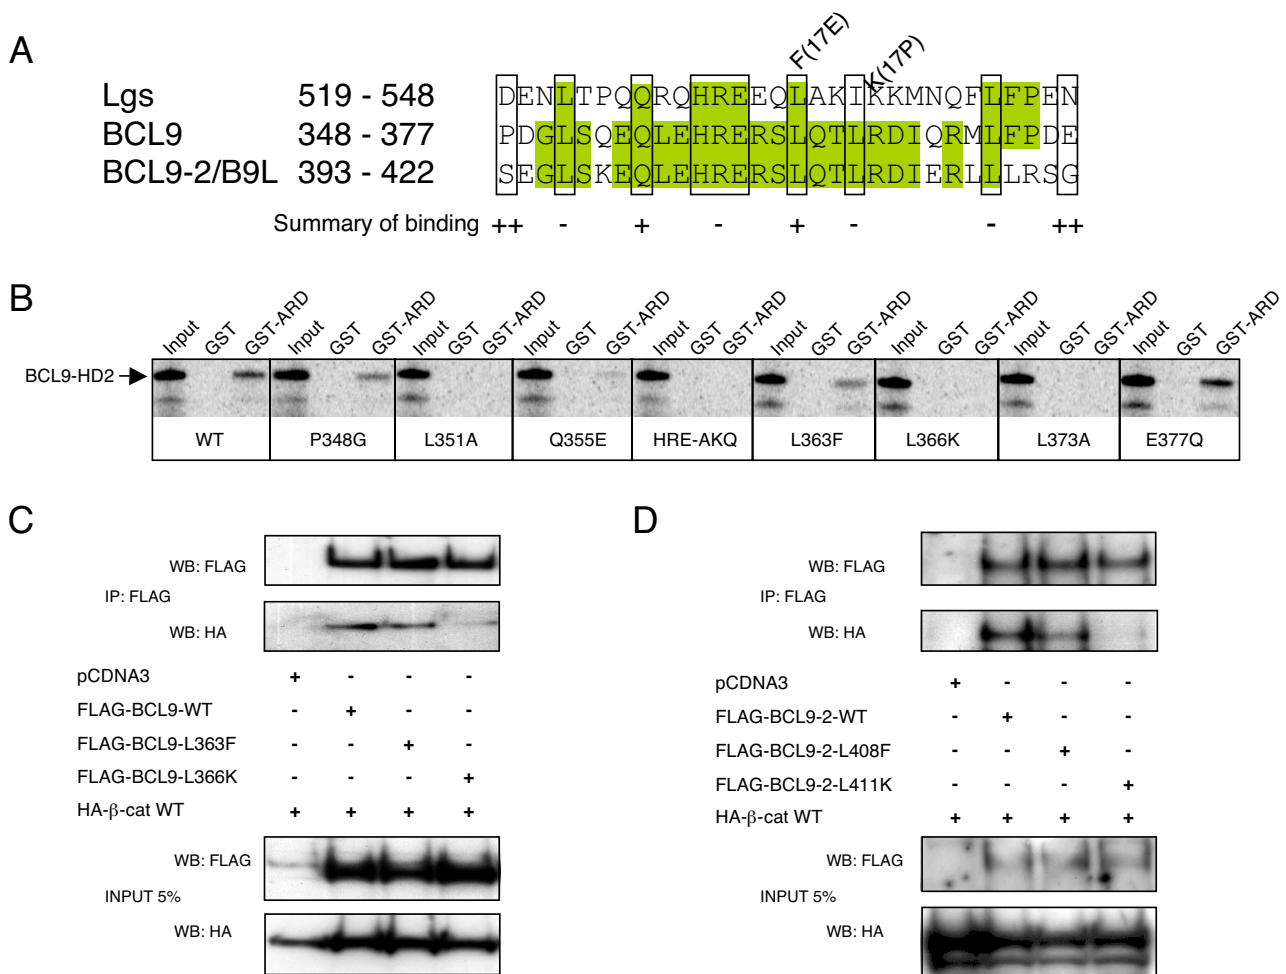 A
F(17E)
K(17P)
Lgs 519 - 548 DENLTPQQRQHREEQLAKIKKMNQFLFPEN
BCL9 348 - 377 PDGLSQEQLEHRERSLQTLRDIQRMLFPDE
BCL9-2/B9L 393 - 422 SEGLSKEQLEHRERSLQTLRDIERLLLRSG
Summary of binding ++ - + - + - - ++
B
Input GST GST-ARD Input GST GST-ARD Input GST GST-ARD Input GST GST-ARD Input GST GST-ARD Input GST GST-ARD Input GST GST-ARD Input GST GST-ARD Input GST GST-ARD
BCL9-HD2
WT P348G L351A Q355E HRE-AKQ L363F L366K L373A E377Q
C
WB: FLAG
IP: FLAG
WB: HA
pCDNA3 + - - -
FLAG-BCL9-WT - + - -
FLAG-BCL9-L363F - - + -
FLAG-BCL9-L366K - - - +
HA-β-cat WT + + + +
WB: FLAG
INPUT 5%
WB: HA
D
WB: FLAG
IP: FLAG
WB: HA
pCDNA3 + - - -
FLAG-BCL9-2-WT - + - -
FLAG-BCL9-2-L408F - - + -
FLAG-BCL9-2-L411K - - - +
HA-β-cat WT + + + +
WB: FLAG
INPUT 5%
WB: HA